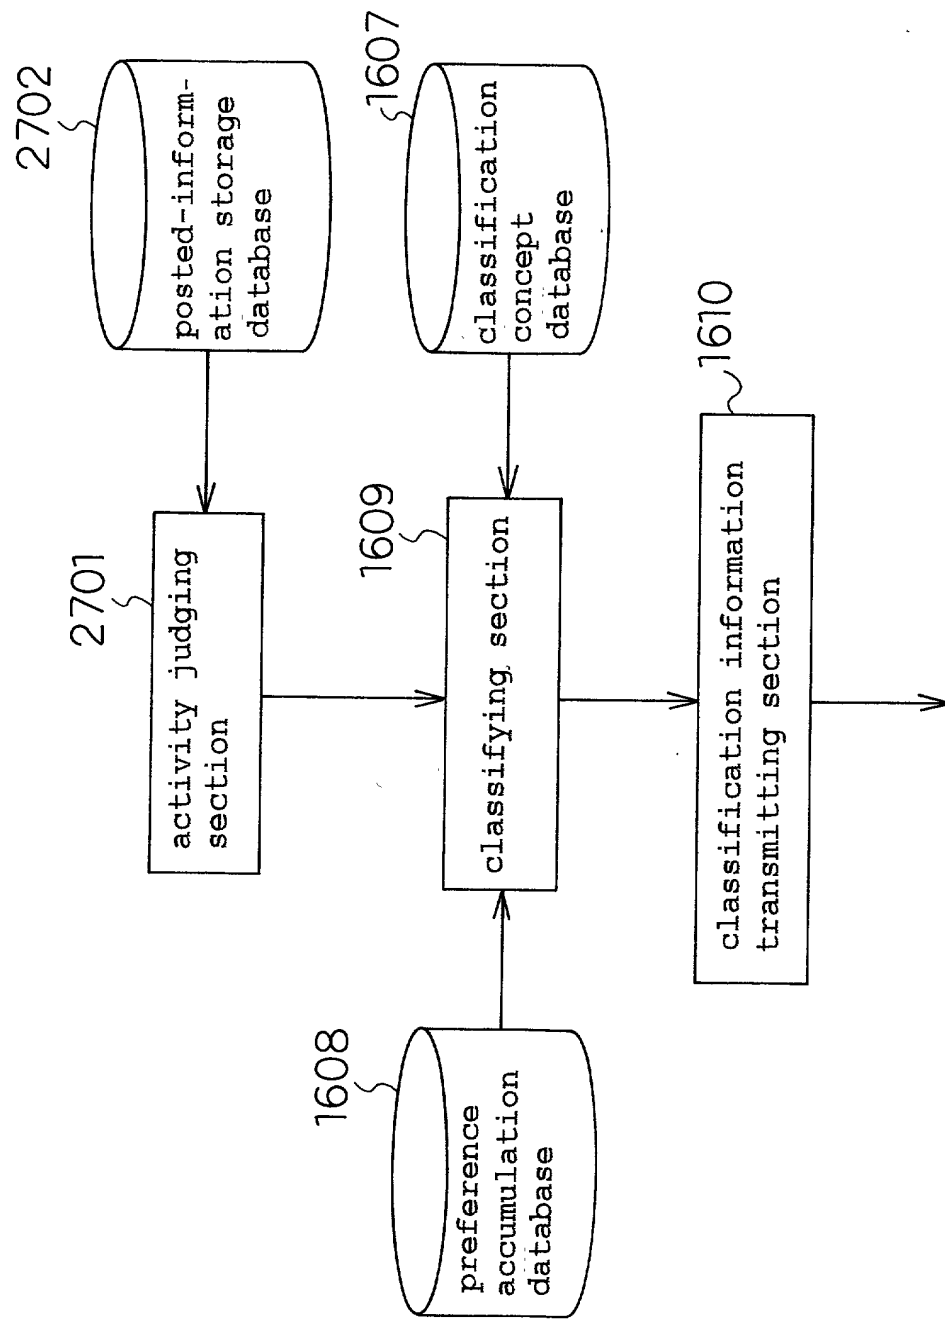 2702
posted-inform-
ation storage
database
2701
activity judging
section
1607
classification
concept
database
1609
classifying section
1608
preference
accumulation
database
1610
classification information
transmitting section